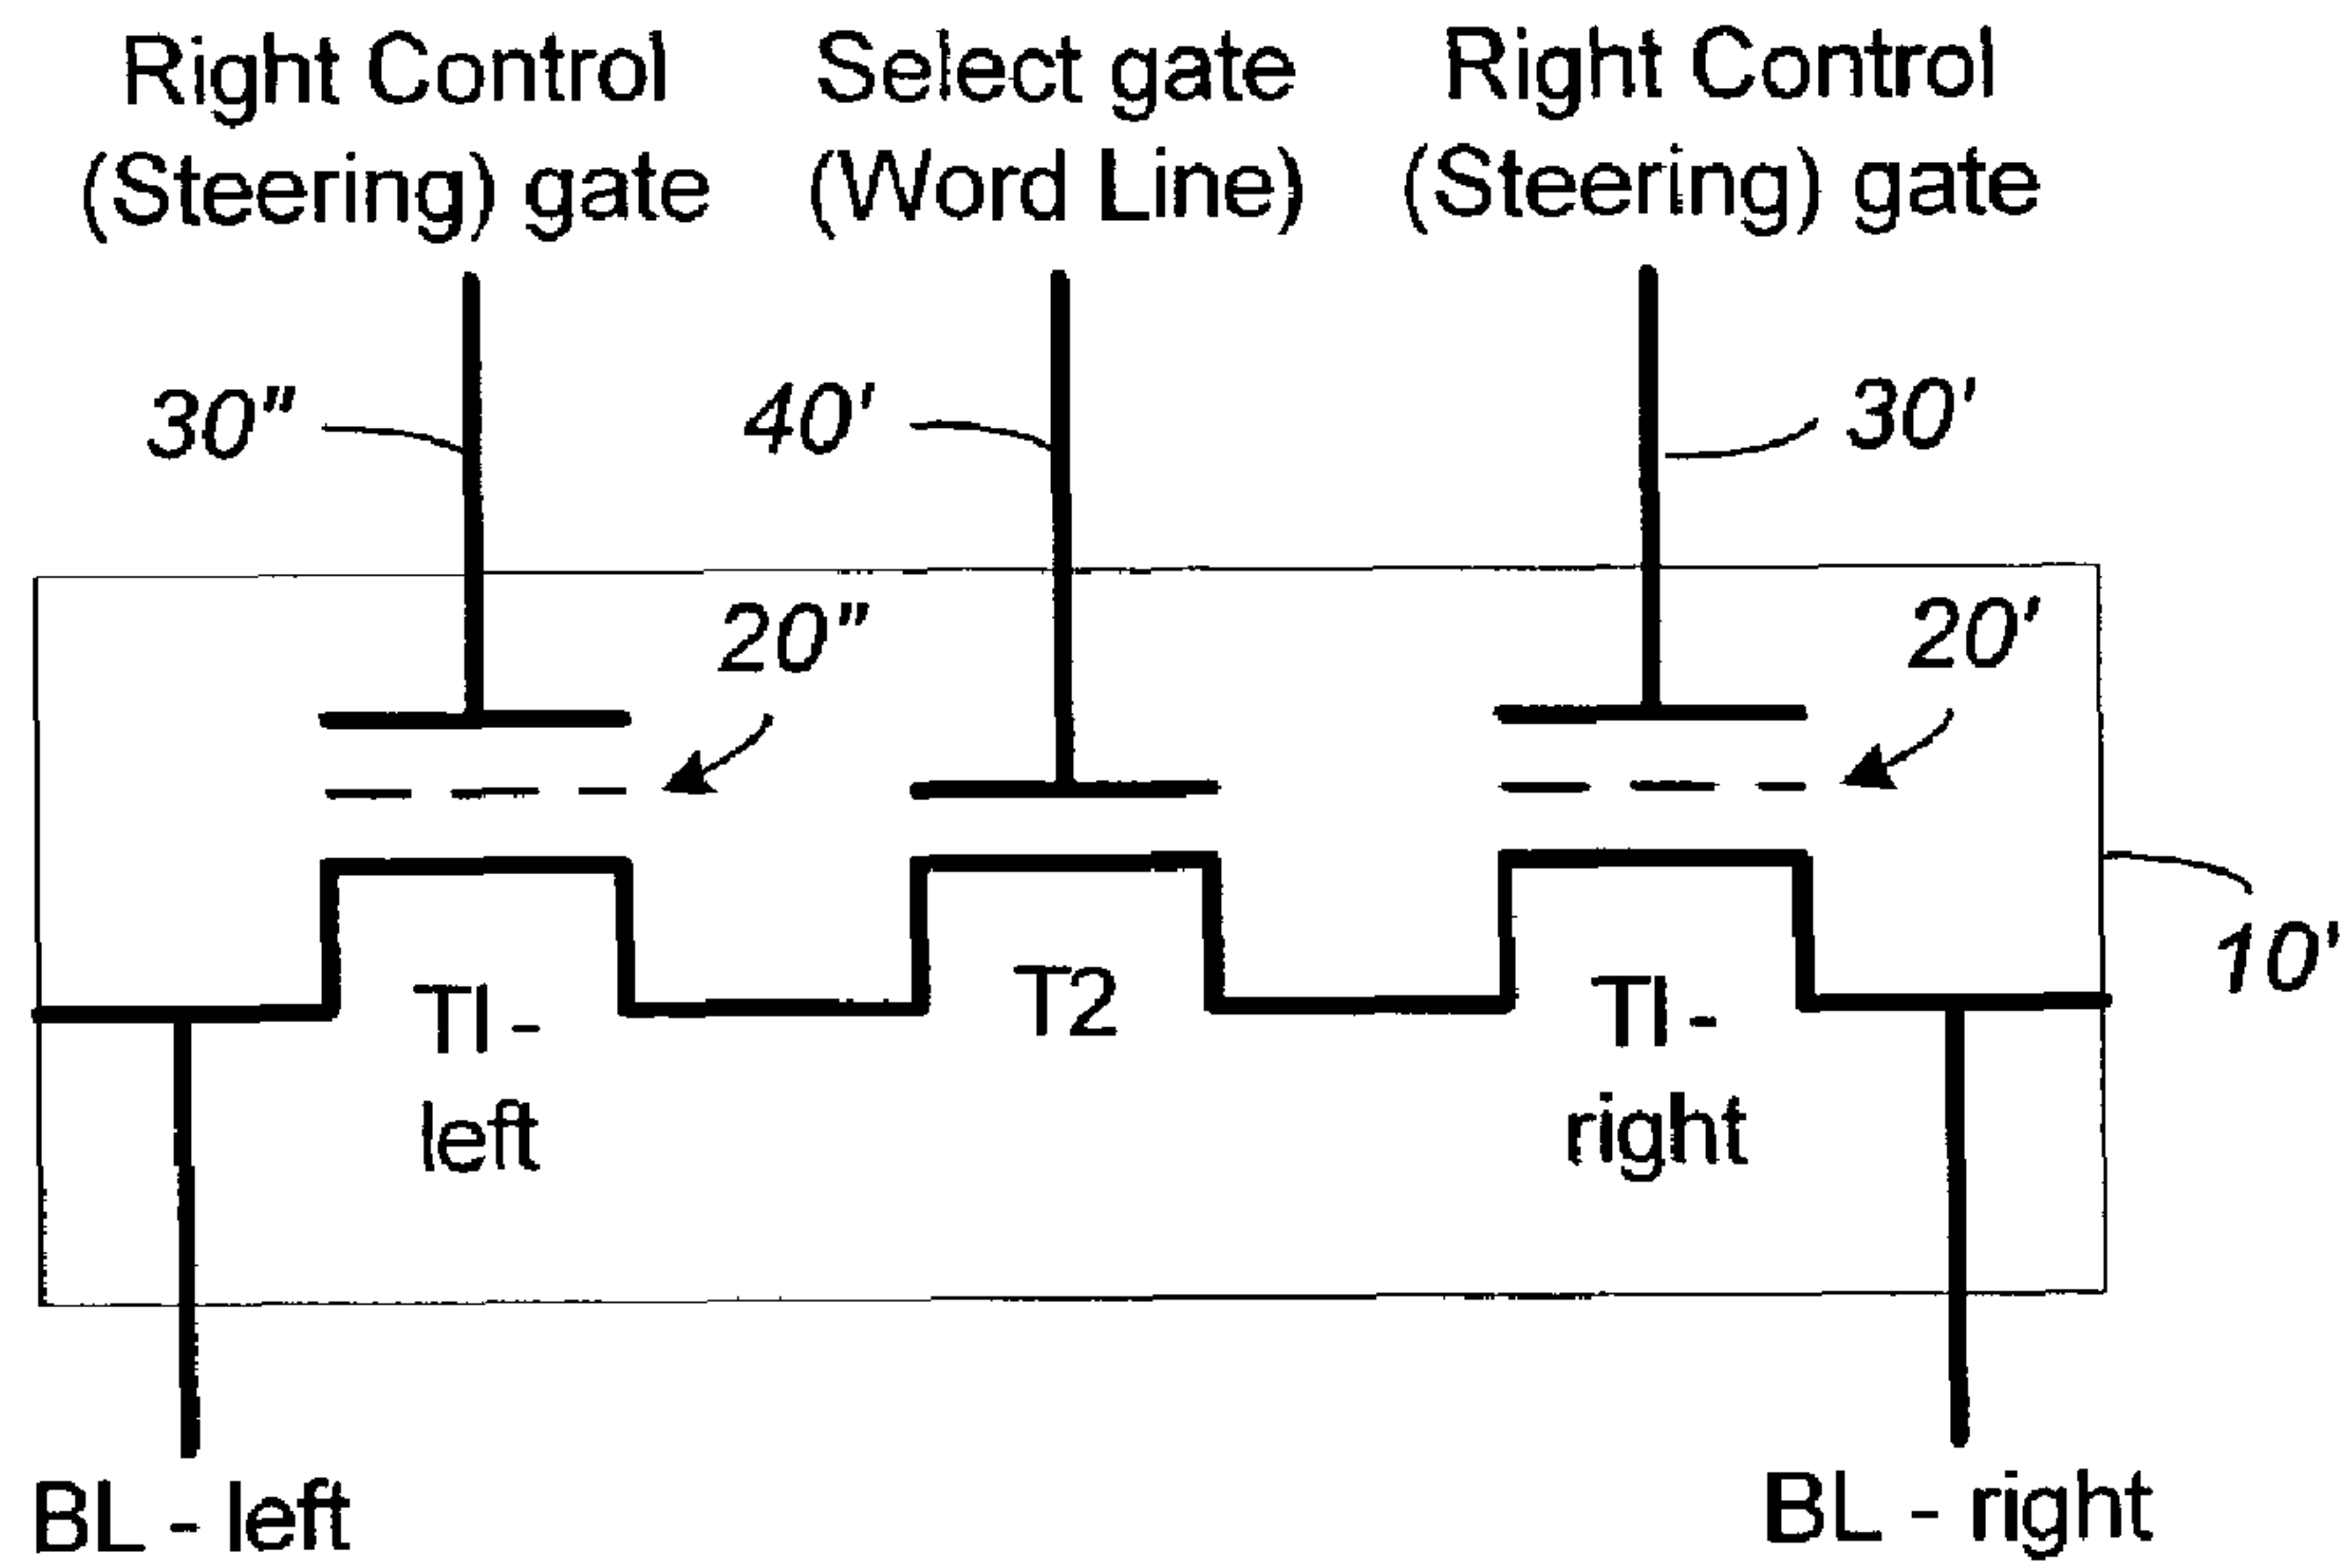 Right Control
(Steering) gate
Select gate
(Word Line)
Right Control
(Steering) gate
30"
40'
30'
20"
20'
10'
TI -
left
T2
TI -
right
BL - left
BL - right